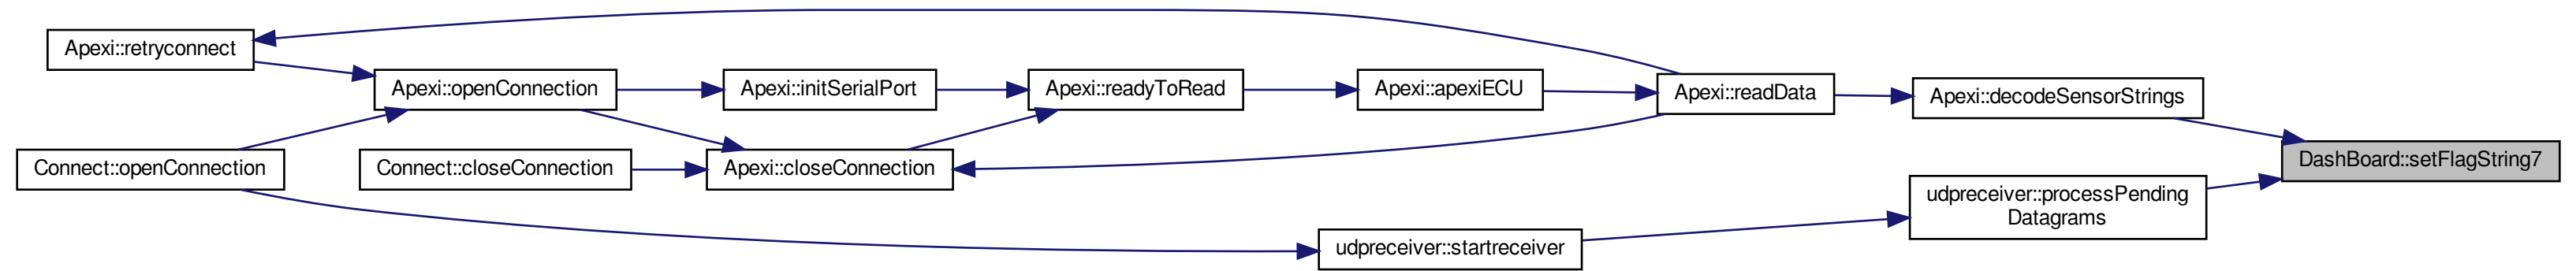 Apexi::retryconnect
Apexi::openConnection
Apexi::initSerialPort
Apexi::readyToRead
Apexi::apexiECU
Apexi::readData
Apexi::decodeSensorStrings
Connect::openConnection
Connect::closeConnection
Apexi::closeConnection
DashBoard::setFlagString7
udpreceiver::processPending
Datagrams
udpreceiver::startreceiver